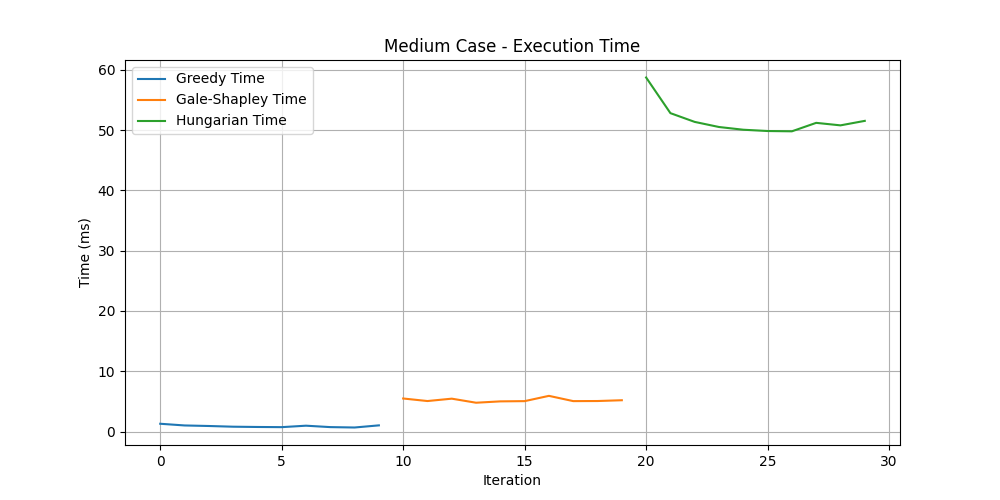 Medium Case - Execution Time
Greedy Time
Gale-Shapley Time
Hungarian Time
Time (ms)
60
50
40
30
20
10
0
0 5 10 15 20 25 30
Iteration